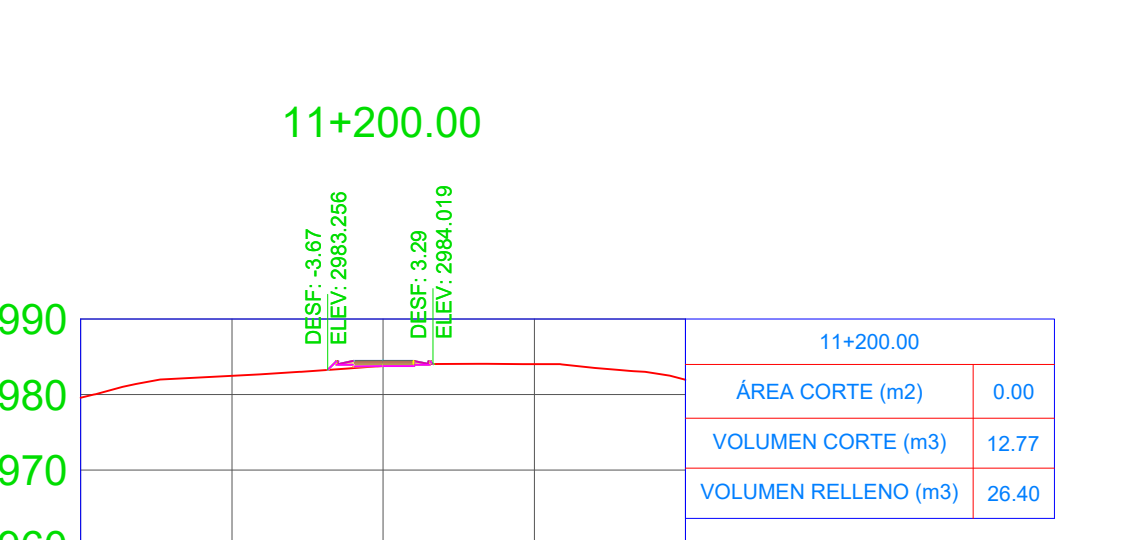 11+200.00
DESF: -3.67
ELEV: 2983.256
DESF: 3.29
ELEV: 2984.019
990
980
970
960
11+200.00
ÁREA CORTE (m2) 0.00
VOLUMEN CORTE (m3) 12.77
VOLUMEN RELLENO (m3) 26.40